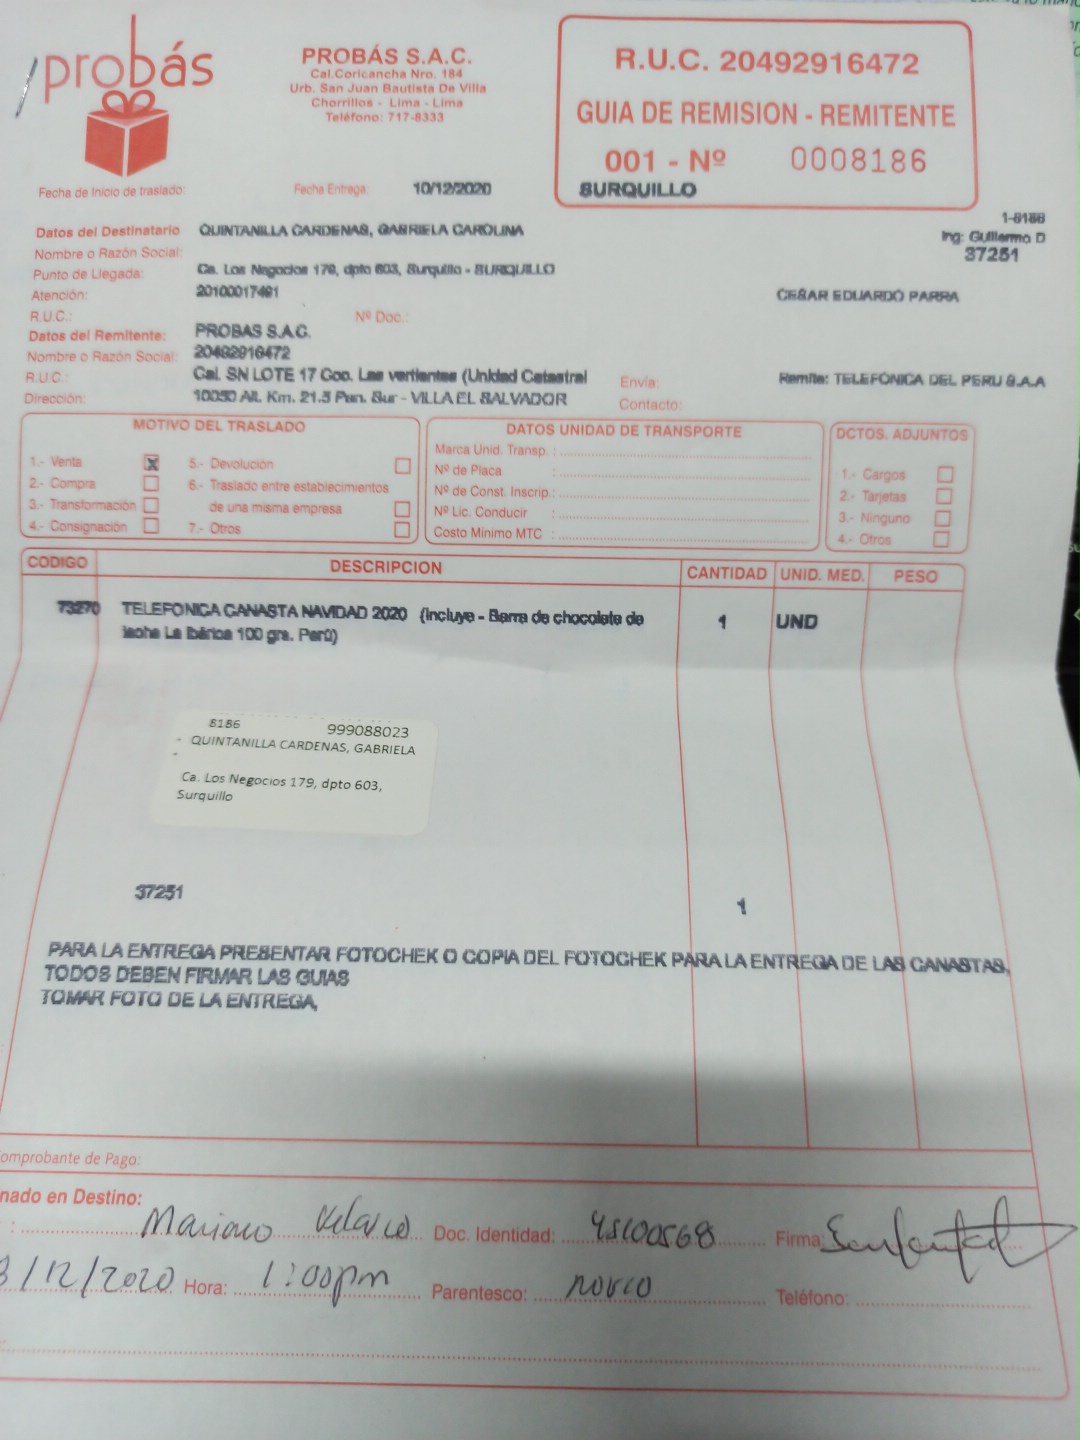 probás
PROBÁS S.A.C.
Cal.Coricancha Nro. 184
Urb. San Juan Bautista De Villa
Chorrillos - Lima - Lima
Teléfono: 717-8333
R.U.C. 20492916472
GUIA DE REMISION - REMITENTE
001 - Nº 0008186
SURQUILLO
Fecha de Inicio de traslado:
Fecha Entrega: 10/12/2020
1-8186
Ing: Guillermo D
37251
Datos del Destinatario QUINTANILLA CARDENAS, GABRIELA CAROLINA
Nombre o Razón Social:
Punto de Llegada: Ca. Los Negocios 179, dpto 603, Surquillo - SURQUILLO
Atención: 20100017491
CESAR EDUARDO PARRA
R.U.C.: Nº Doc.:
Datos del Remitente: PROBAS S.A.C.
Nombre o Razón Social: 20492916472
R.U.C.: Cal. SN LOTE 17 Coo. Las vertientes (Unidad Catastral
Envía: Remite: TELEFONICA DEL PERU S.A.A
Dirección: 10050 Alt. Km. 21.5 Pan. Sur - VILLA EL SALVADOR
Contacto:
MOTIVO DEL TRASLADO
1.- Venta X 5.- Devolución
2.- Compra 6.- Traslado entre establecimientos
3.- Transformación de una misma empresa
4.- Consignación 7.- Otros
DATOS UNIDAD DE TRANSPORTE
Marca Unid. Transp. :
Nº de Placa :
Nº de Const. Inscrip.:
Nº Lic. Conducir :
Costo Minimo MTC :
DCTOS. ADJUNTOS
1.- Cargos
2.- Tarjetas
3.- Ninguno
4.- Otros
CODIGO DESCRIPCION CANTIDAD UNID. MED. PESO
73270 TELEFONICA CANASTA NAVIDAD 2020 (incluye - Barra de chocolate de 1 UND
leche La Ibérica 100 grs. Perú)
8186 999088023
- QUINTANILLA CARDENAS, GABRIELA
-
Ca. Los Negocios 179, dpto 603,
Surquillo
37251 1
PARA LA ENTREGA PRESENTAR FOTOCHEK O COPIA DEL FOTOCHEK PARA LA ENTREGA DE LAS CANASTAS,
TODOS DEBEN FIRMAR LAS GUIAS
TOMAR FOTO DE LA ENTREGA,
omprobante de Pago:
nado en Destino:
: Mariano Velasco Doc. Identidad: 45100568 Firma:
/12/2020 Hora: 1:00pm Parentesco: novio Teléfono: